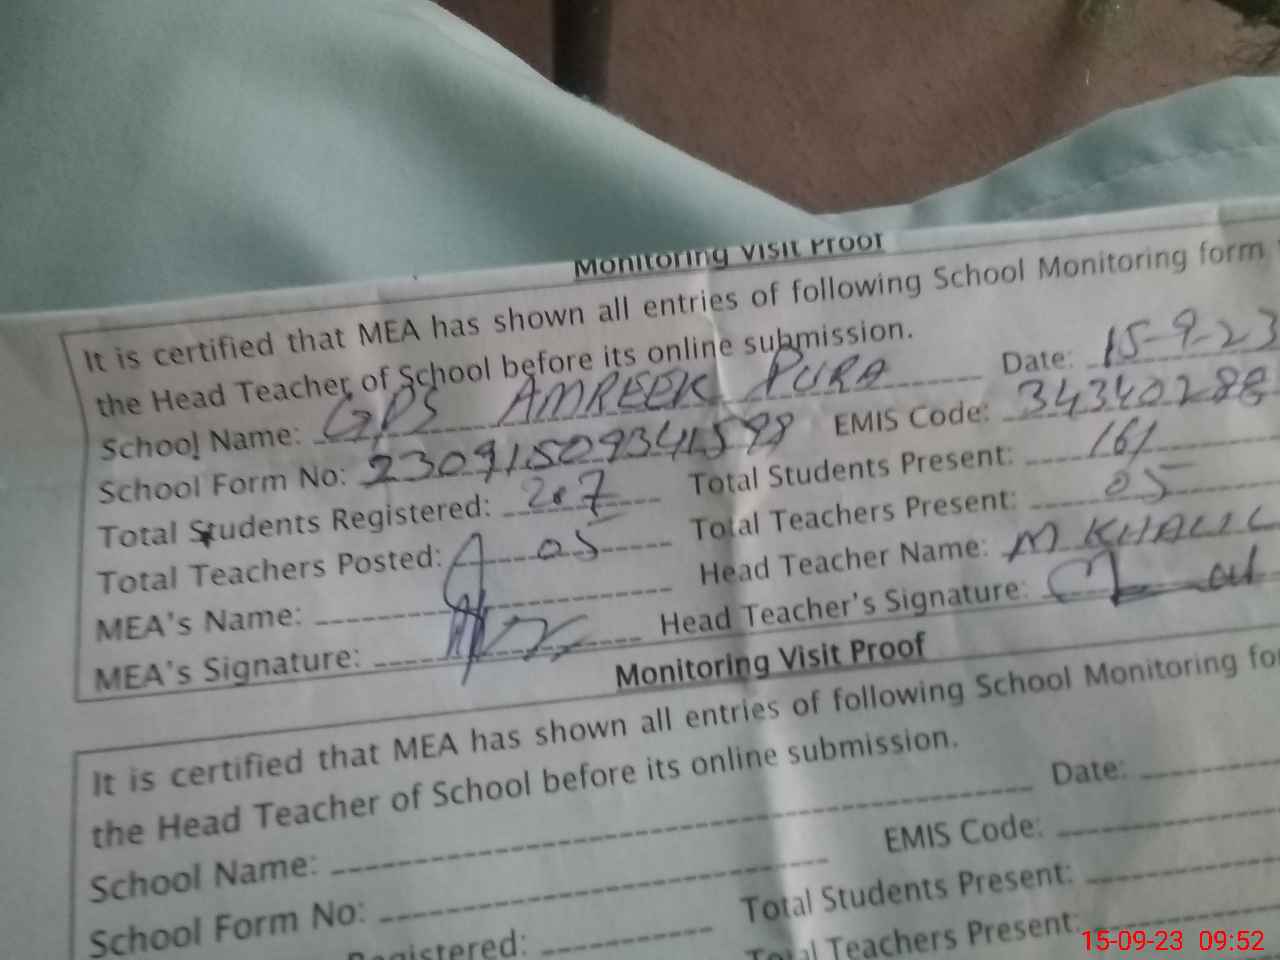 Monitoring Visit Proof
It is certified that MEA has shown all entries of following School Monitoring form
the Head Teacher of School before its online submission.
School Name: GPS AMREEK PURA Date: 15-9-23
School Form No: 23091509341598 EMIS Code: 34340288
Total Students Registered: 207 Total Students Present: 161
Total Teachers Posted: 05 Total Teachers Present: 05
MEA's Name: Head Teacher Name: M KHALIL
MEA's Signature: Head Teacher's Signature:
Monitoring Visit Proof
It is certified that MEA has shown all entries of following School Monitoring fo
the Head Teacher of School before its online submission.
School Name: Date:
School Form No: EMIS Code:
Registered: Total Students Present:
Total Teachers Present:
15-09-23 09:52